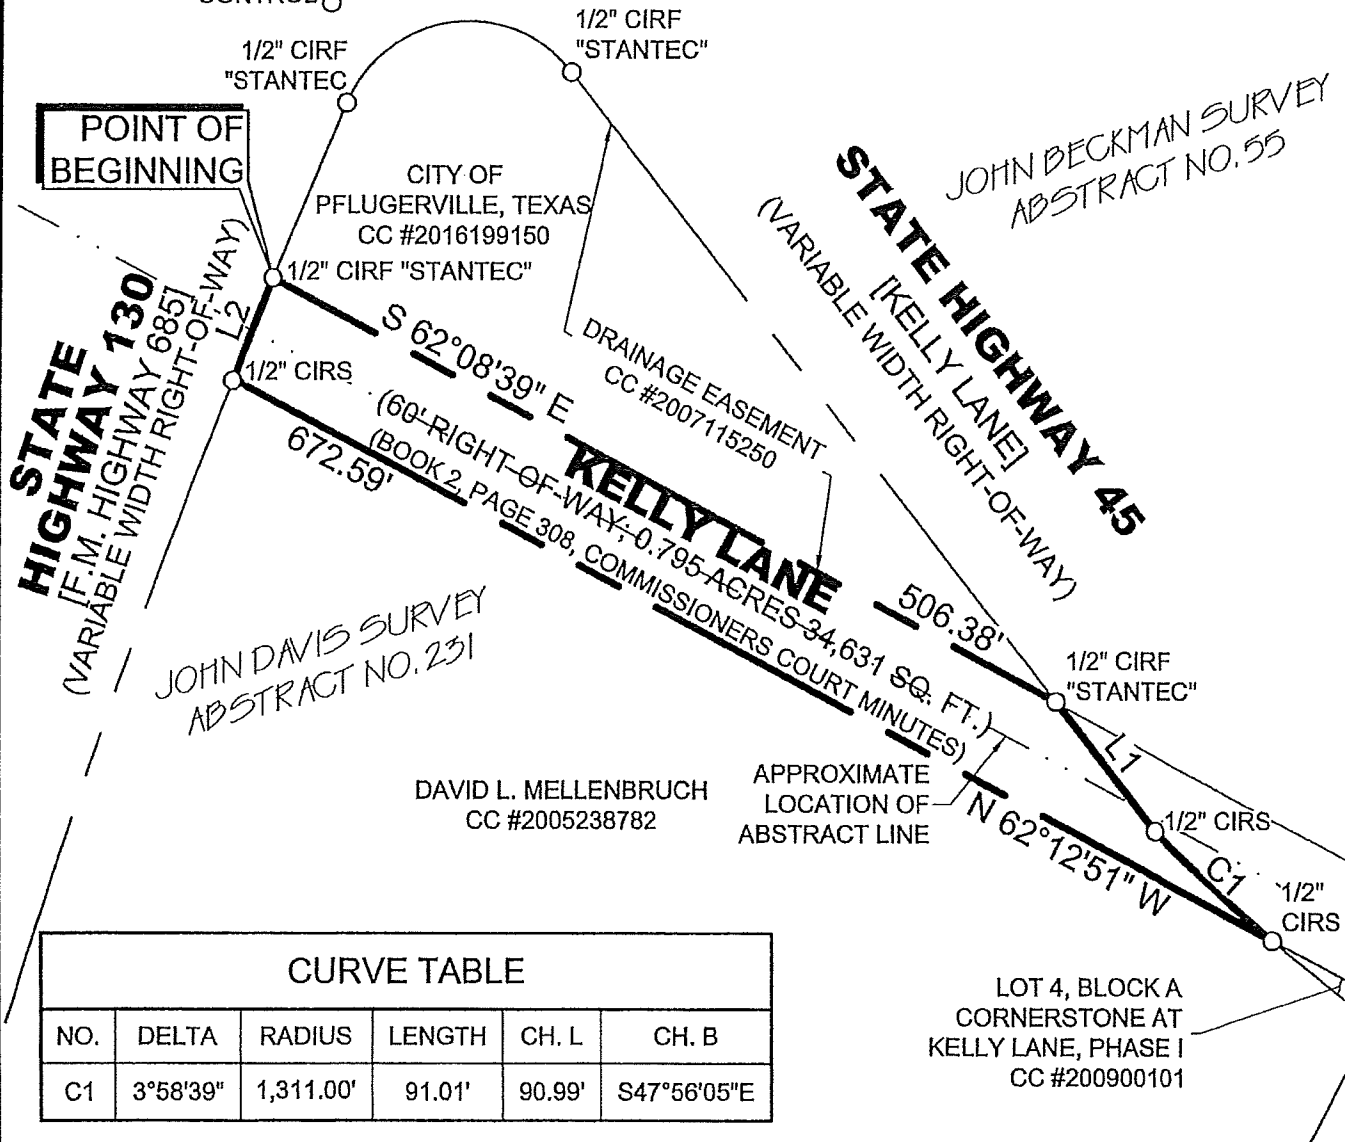 1/2" CIRF
"STANTEC"
1/2" CIRF
"STANTEC
POINT OF
BEGINNING
CITY OF
PFLUGERVILLE, TEXAS
CC #2016199150
1/2" CIRF "STANTEC"
JOHN BECKMAN SURVEY
ABSTRACT NO. 55
STATE HIGHWAY 45
[KELLY LANE]
(VARIABLE WIDTH RIGHT-OF-WAY)
STATE
HIGHWAY 130
[F.M. HIGHWAY 685]
(VARIABLE WIDTH RIGHT-OF-WAY)
L2
1/2" CIRS
S 62°08'39" E
506.38'
DRAINAGE EASEMENT
CC #2007115250
KELLY LANE
(60' RIGHT-OF-WAY; 0.795 ACRES 34,631 SQ. FT.)
(BOOK 2, PAGE 308, COMMISSIONERS COURT MINUTES)
672.59'
N 62°12'51" W
JOHN DAVIS SURVEY
ABSTRACT NO. 231
1/2" CIRF
"STANTEC"
L1
1/2" CIRS
C1
1/2"
CIRS
DAVID L. MELLENBRUCH
CC #2005238782
APPROXIMATE
LOCATION OF
ABSTRACT LINE
LOT 4, BLOCK A
CORNERSTONE AT
KELLY LANE, PHASE I
CC #200900101
CURVE TABLE
NO. DELTA RADIUS LENGTH CH. L CH. B
C1 3°58'39" 1,311.00' 91.01' 90.99' S47°56'05"E